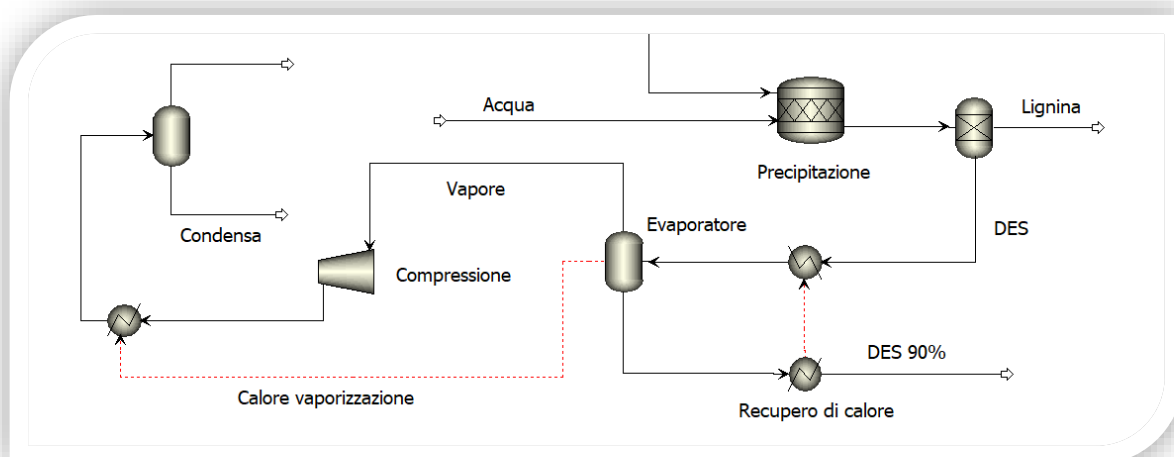 Acqua
Lignina
Precipitazione
Vapore
Evaporatore
DES
Condensa
Compressione
DES 90%
Calore vaporizzazione
Recupero di calore